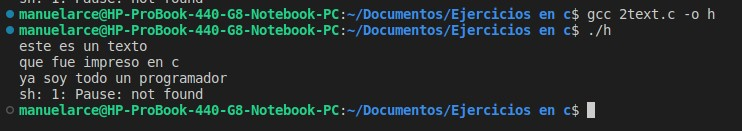 sh: 1: Pause: not found
manuelarce@HP-ProBook-440-G8-Notebook-PC:~/Documentos/Ejercicios en c$ gcc 2text.c -o h
manuelarce@HP-ProBook-440-G8-Notebook-PC:~/Documentos/Ejercicios en c$ ./h
este es un texto
que fue impreso en c
ya soy todo un programador
sh: 1: Pause: not found
manuelarce@HP-ProBook-440-G8-Notebook-PC:~/Documentos/Ejercicios en c$